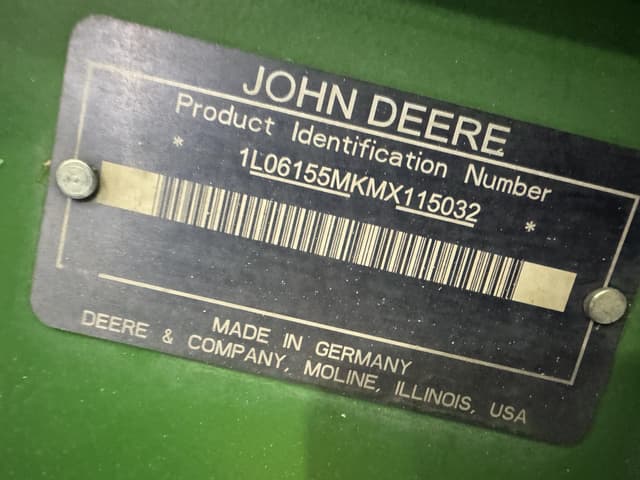 JOHN DEERE
Product Identification Number
* 1L06155MKMX115032 *
MADE IN GERMANY
DEERE & COMPANY, MOLINE, ILLINOIS, USA